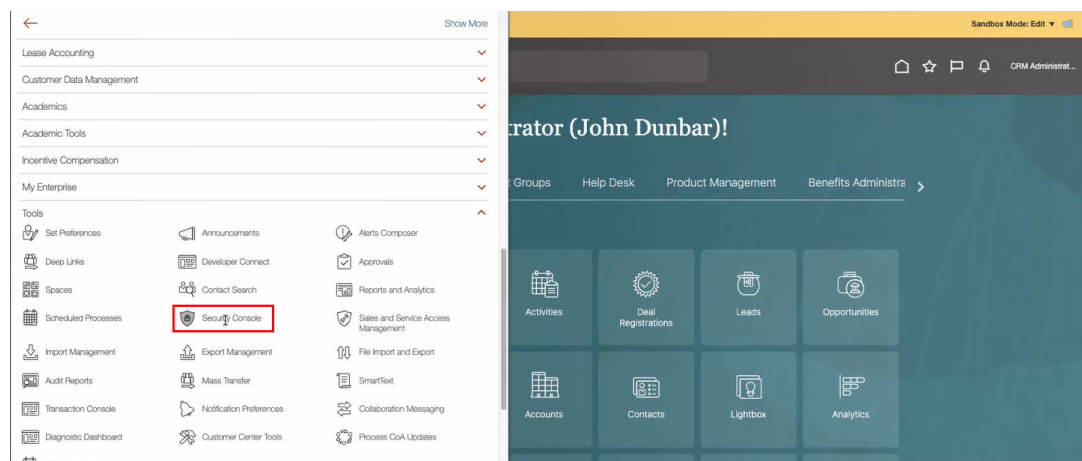 Show More
Lease Accounting
Customer Data Management
Academics
Academic Tools
Incentive Compensation
My Enterprise
Tools
Set Preferences
Announcements
Alerts Composer
Deep Links
Developer Connect
Approvals
Spaces
Contact Search
Reports and Analytics
Scheduled Processes
Security Console
Sales and Service Access
Management
Import Management
Export Management
File Import and Export
Audit Reports
Mass Transfer
SmartText
Transaction Console
Notification Preferences
Collaboration Messaging
Diagnostic Dashboard
Customer Center Tools
Process CoA Updates
Sandbox Mode: Edit
CRM Administrat...
trator (John Dunbar)!
t Groups
Help Desk
Product Management
Benefits Administra
Activities
Deal
Registrations
Leads
Opportunities
Accounts
Contacts
Lightbox
Analytics